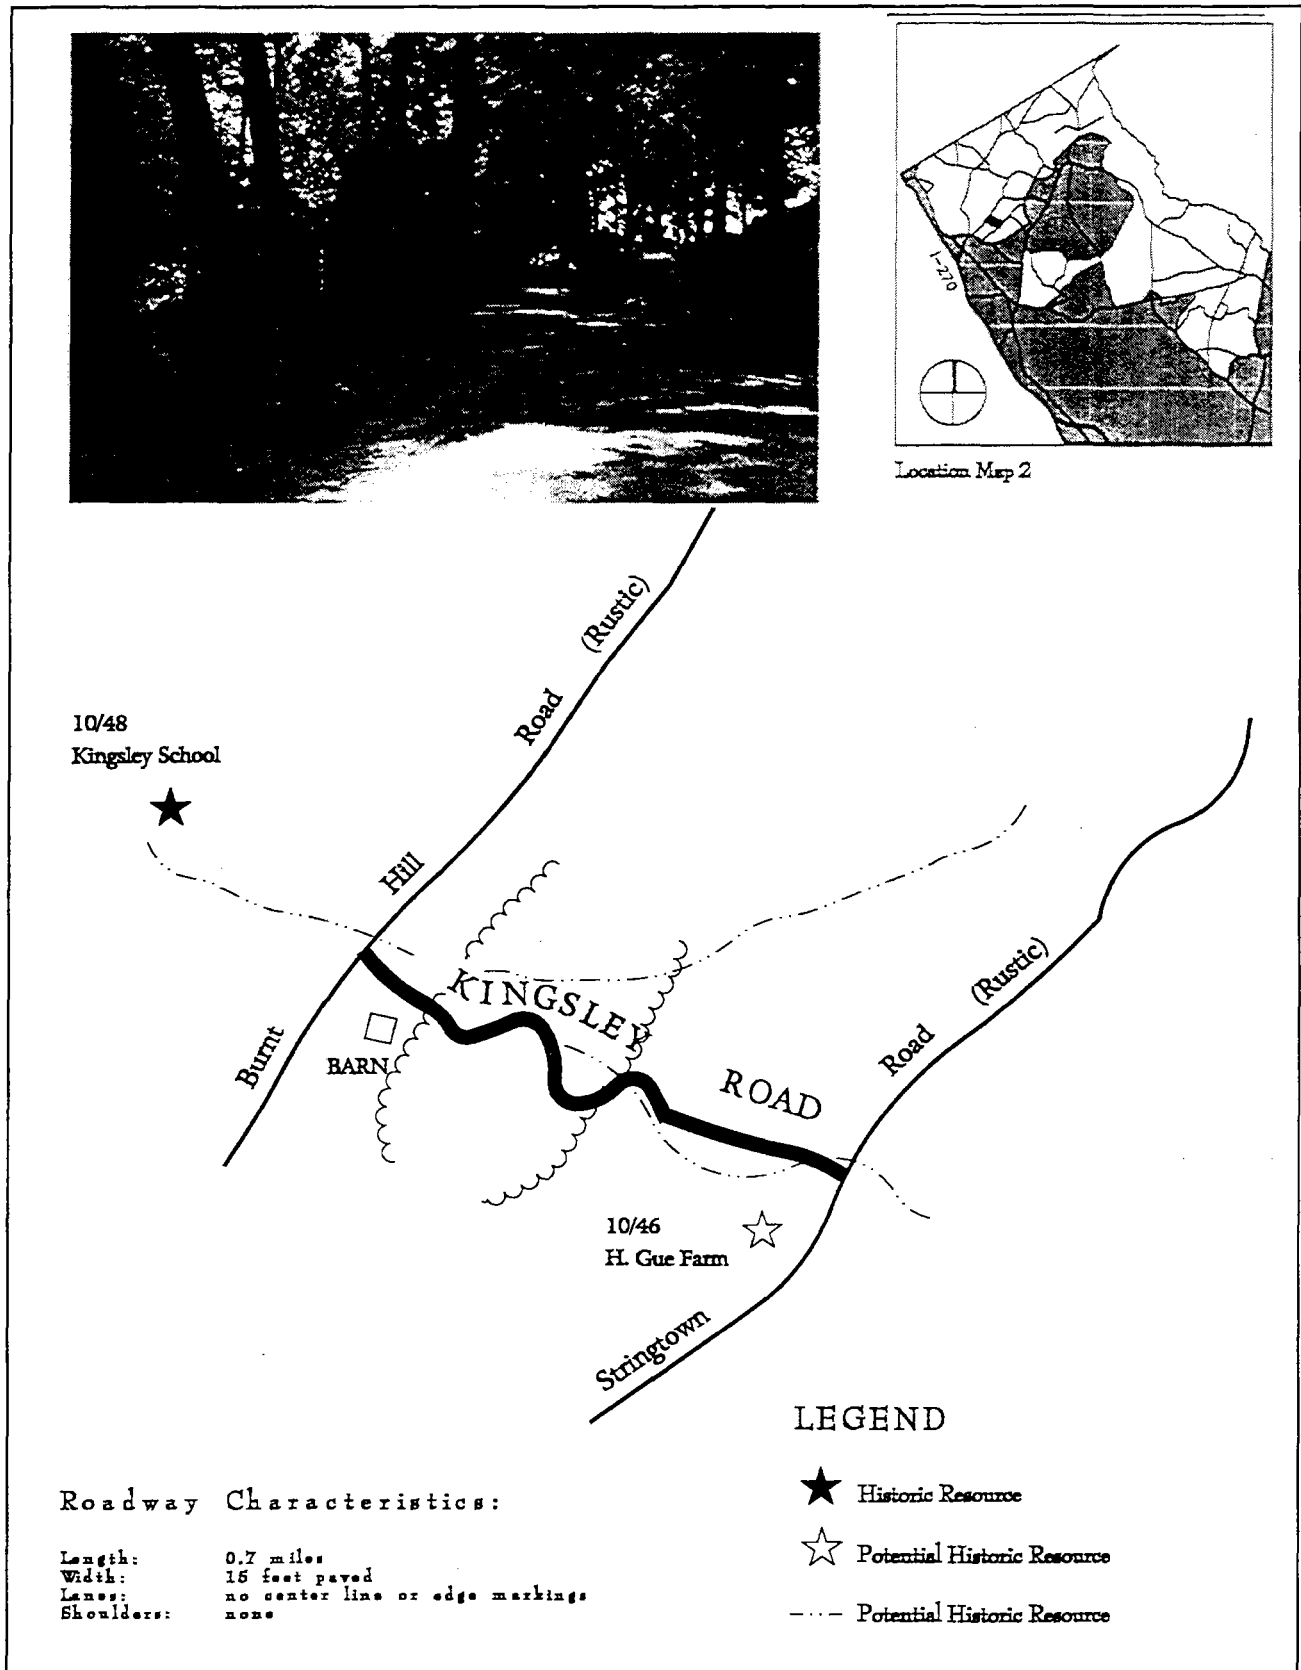 I-270
Location Map 2
(Rustic)
Road
Hill
Burnt
10/48
Kingsley School
BARN
KINGSLEY
ROAD
(Rustic)
Road
Stringtown
10/46
H. Gue Farm
LEGEND
Historic Resource
Potential Historic Resource
Potential Historic Resource
Roadway Characteristics:
Length: 0.7 miles
Width: 15 feet paved
Lanes: no center line or edge markings
Shoulders: none